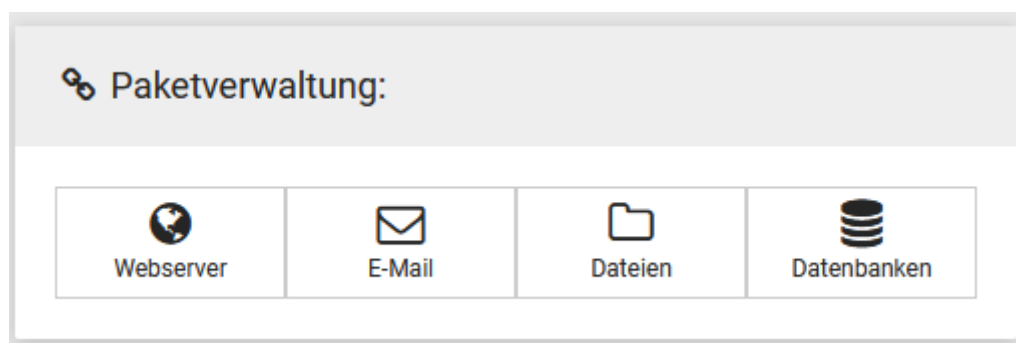 Paketverwaltung:
Webserver
E-Mail
Dateien
Datenbanken